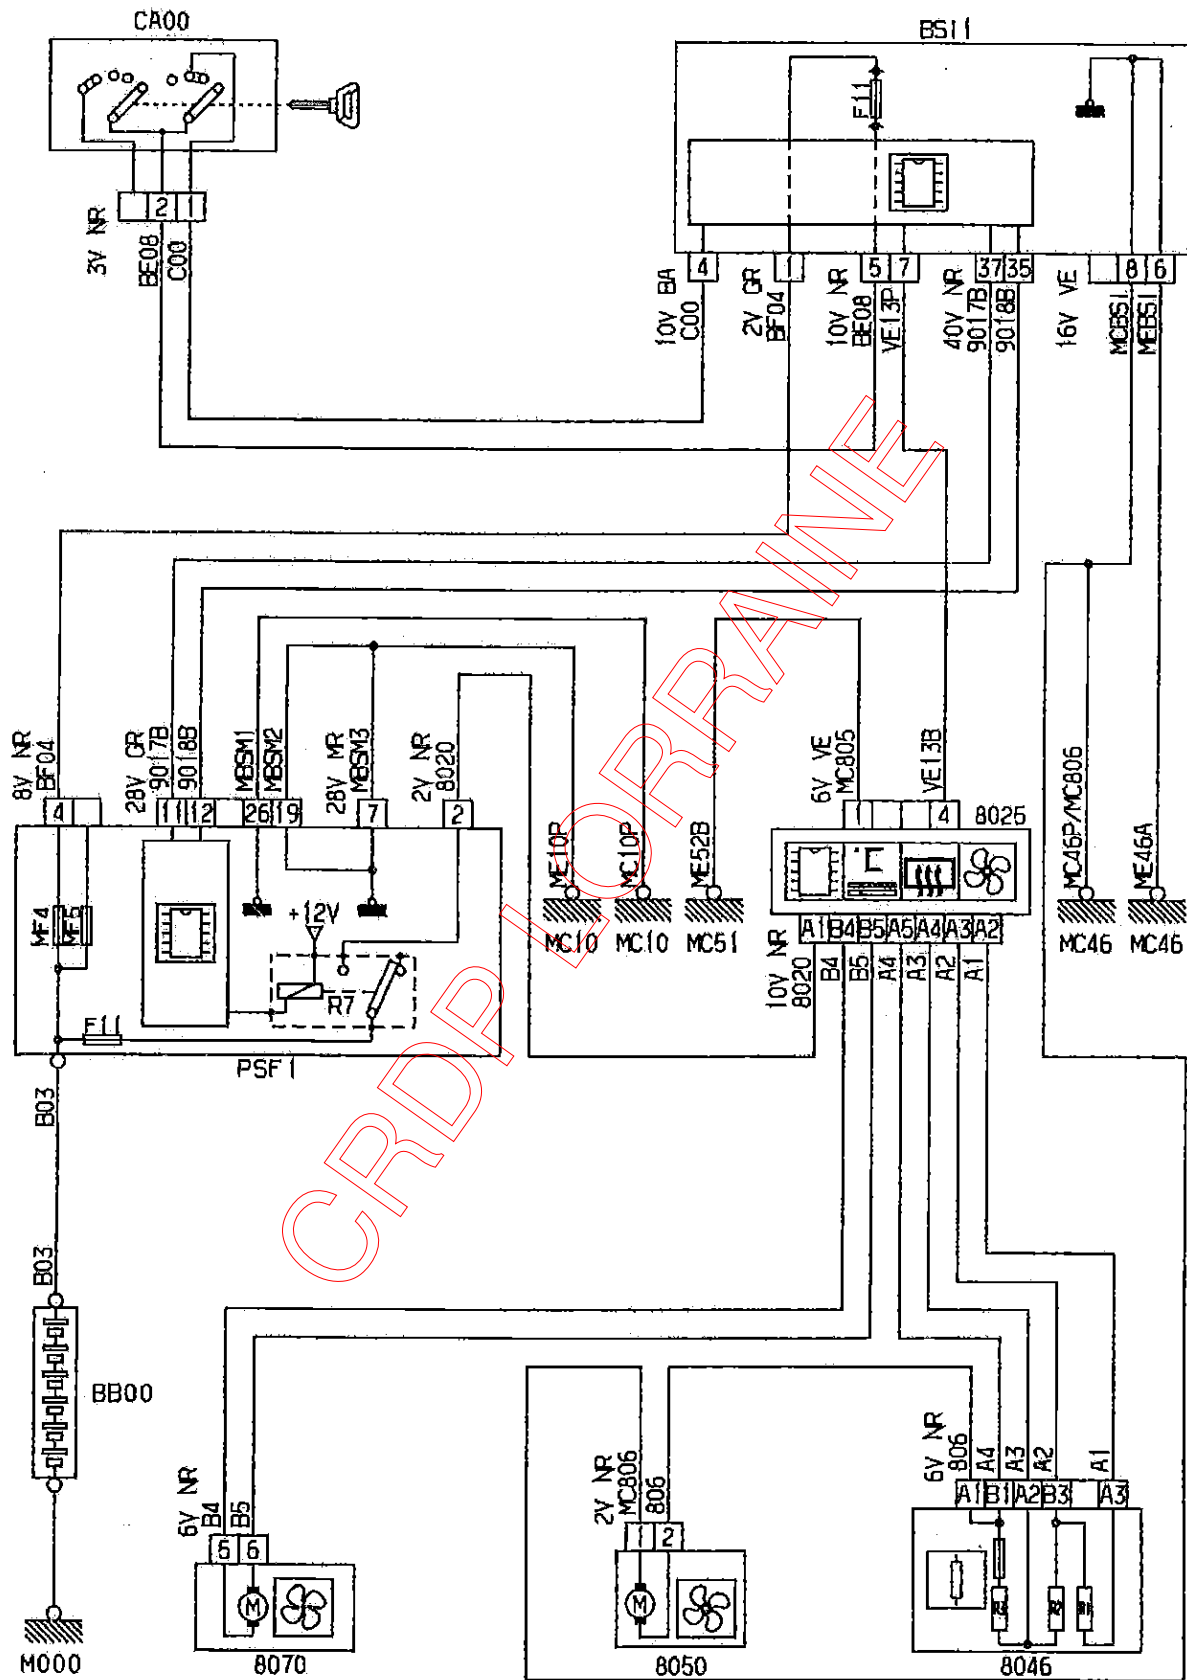 CA00
BSI1
F11
2 1
3V NR
BE08
C00
4 1 5 7 37 35 8 6
10V BA
C00
2V GR
BF04
10V NR
BE08
VE13P
40V NR
9017B
9018B
16V VE
MCBSI
MEBSI
8V NR
BF04
28V GR
9017B
9018B
MBSM1
MBSM2
28V MR
MBSM3
2V NR
8020
6V VE
MC805
VE13B
4 11 12 26 19 7 2
1 4
8025
MF4
MF5
+12V
R7
F11
PSF1
ME10P
MC10P
ME52B
MC46P/MC806
ME46A
MC10 MC10 MC51 MC46 MC46
A1 B4 B5 A5 A4 A3 A2
10V NR
8020
B4
B5
A4
A3
A2
A1
B03
B03
BB00
M000
6V NR
B4
B5
5 6
M
8070
2V NR
MC806
806
1 2
M
8050
6V NR
806
A4
A3
A2
A1
A1 B1 A2 B3 A3
8046
CRDP LORRAINE